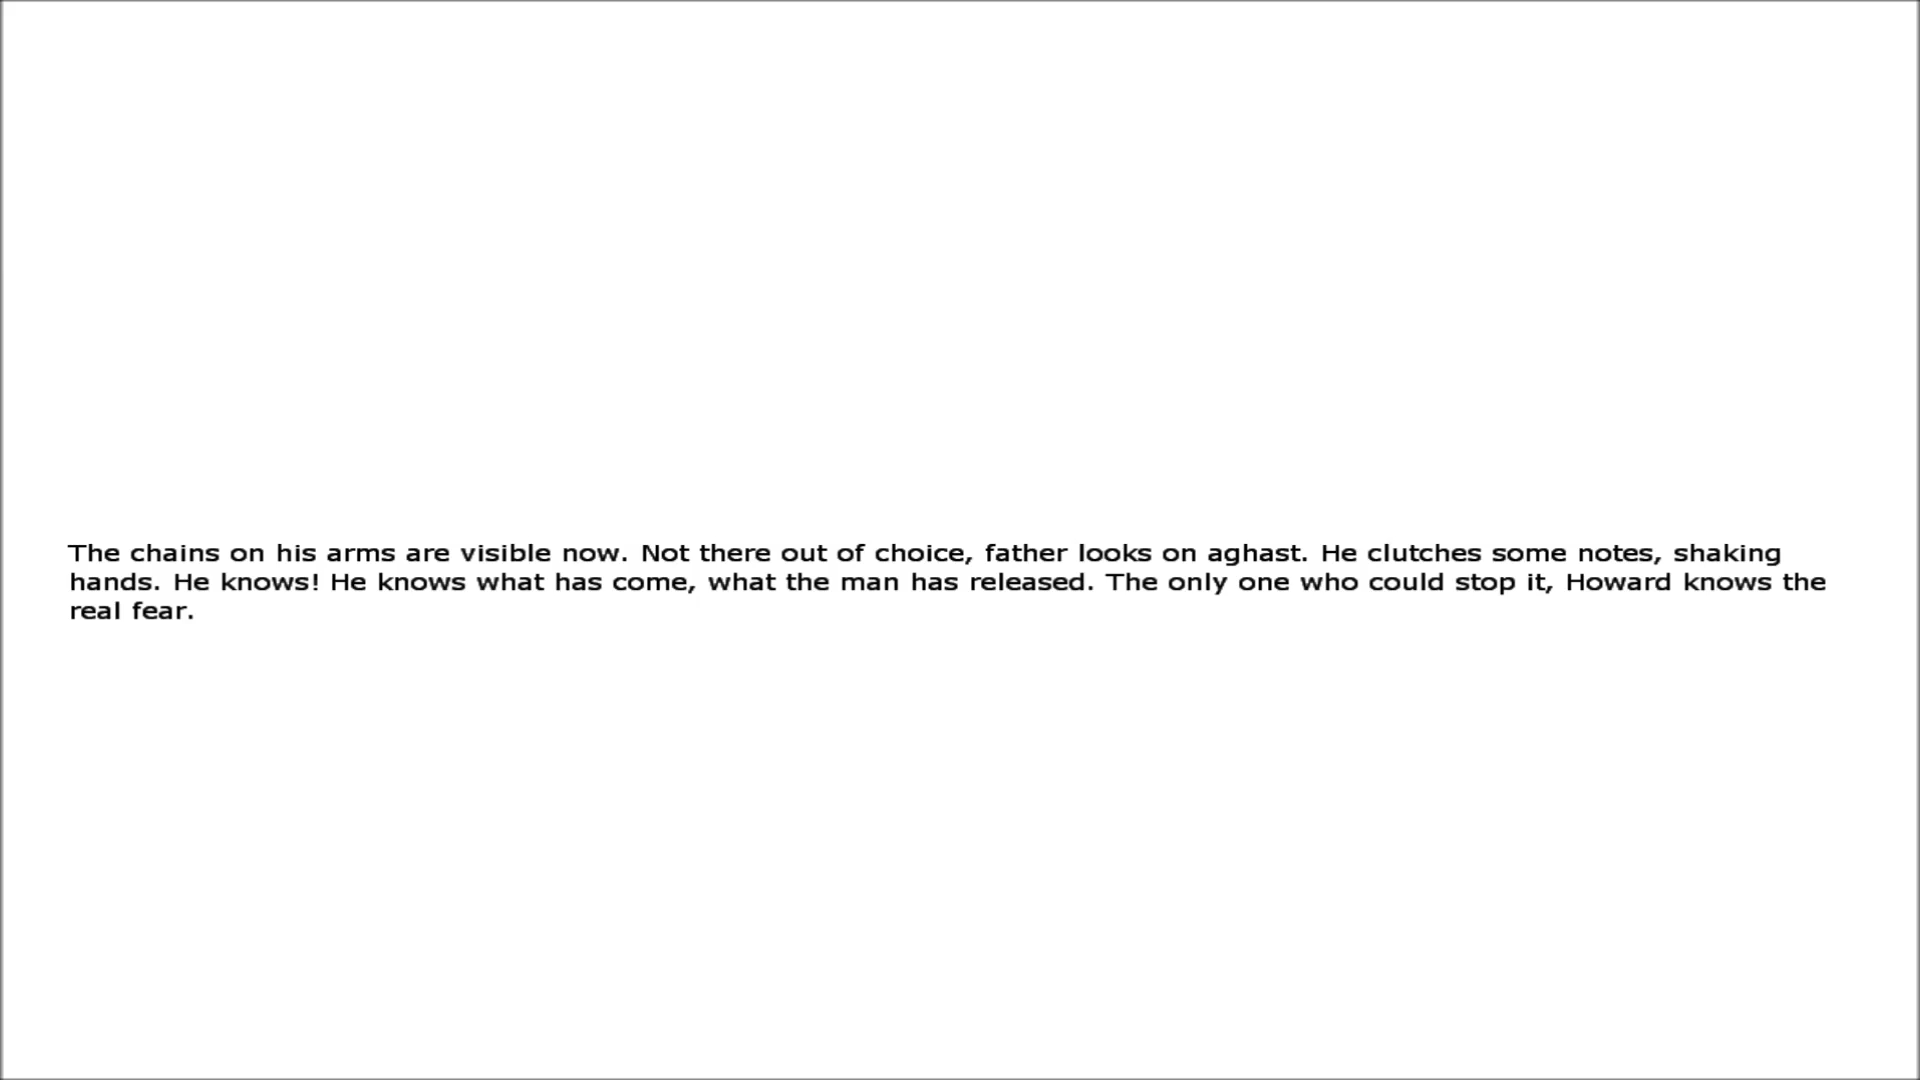 The chains on his arms are visible now. Not there out of choice, father looks on aghast. He clutches some notes, shaking
hands. He knows! He knows what has come, what the man has released. The only one who could stop it, Howard knows the
real fear.